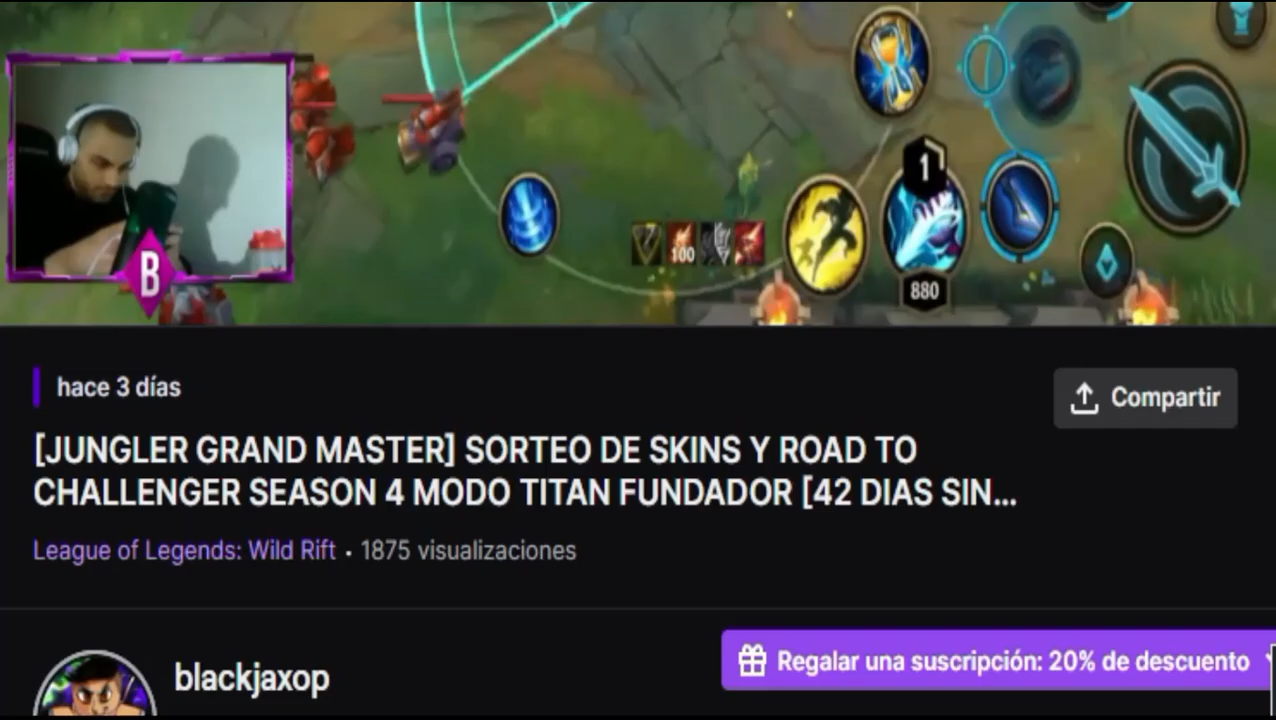 1
100
880
B
hace 3 días
Compartir
[JUNGLER GRAND MASTER] SORTEO DE SKINS Y ROAD TO
CHALLENGER SEASON 4 MODO TITAN FUNDADOR [42 DIAS SIN...
League of Legends: Wild Rift • 1875 visualizaciones
blackjaxop
Regalar una suscripción: 20% de descuento